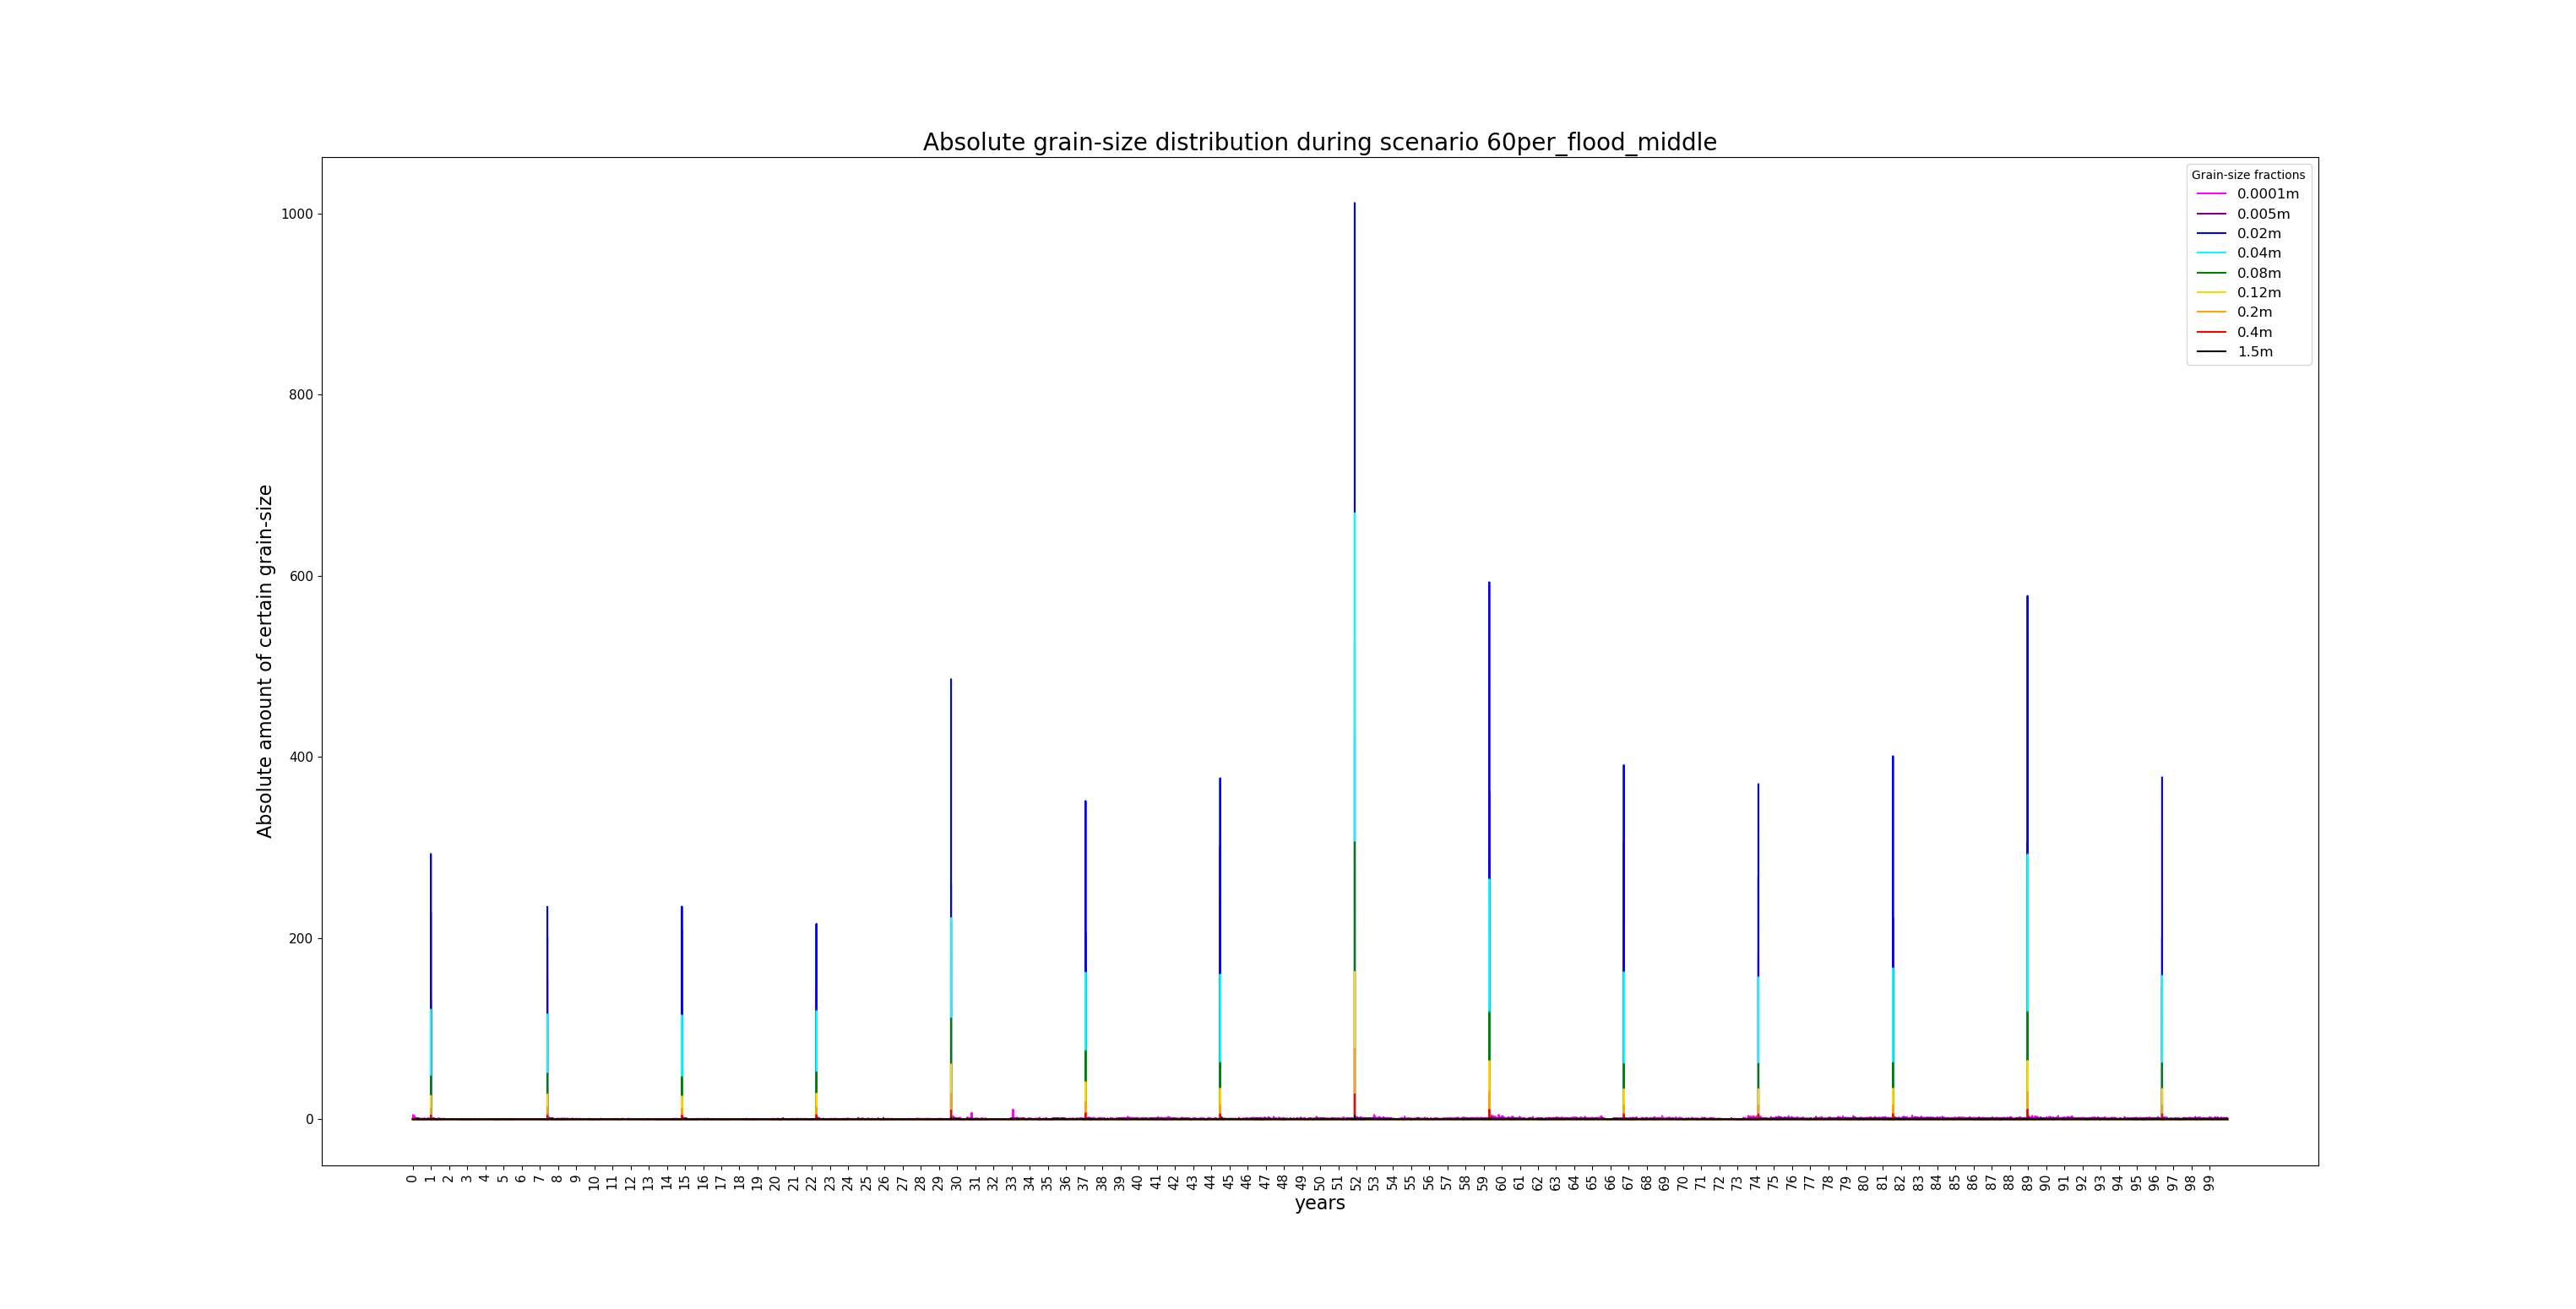 Absolute grain-size distribution during scenario 60per_flood_middle
Grain-size fractions
0.0001m
0.005m
0.02m
0.04m
0.08m
0.12m
0.2m
0.4m
1.5m
Absolute amount of certain grain-size
1000
800
600
400
200
0
0 1 2 3 4 5 6 7 8 9 10 11 12 13 14 15 16 17 18 19 20 21 22 23 24 25 26 27 28 29 30 31 32 33 34 35 36 37 38 39 40 41 42 43 44 45 46 47 48 49 50 51 52 53 54 55 56 57 58 59 60 61 62 63 64 65 66 67 68 69 70 71 72 73 74 75 76 77 78 79 80 81 82 83 84 85 86 87 88 89 90 91 92 93 94 95 96 97 98 99
years